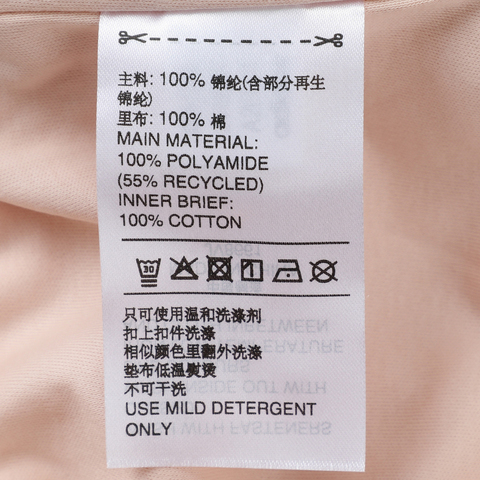 主料: 100% 锦纶(含部分再生
锦纶)
里布: 100% 棉
MAIN MATERIAL:
100% POLYAMIDE
(55% RECYCLED)
INNER BRIEF:
100% COTTON
30
只可使用温和洗涤剂
扣上扣件洗涤
相似颜色里翻外洗涤
垫布低温熨烫
不可干洗
USE MILD DETERGENT
ONLY